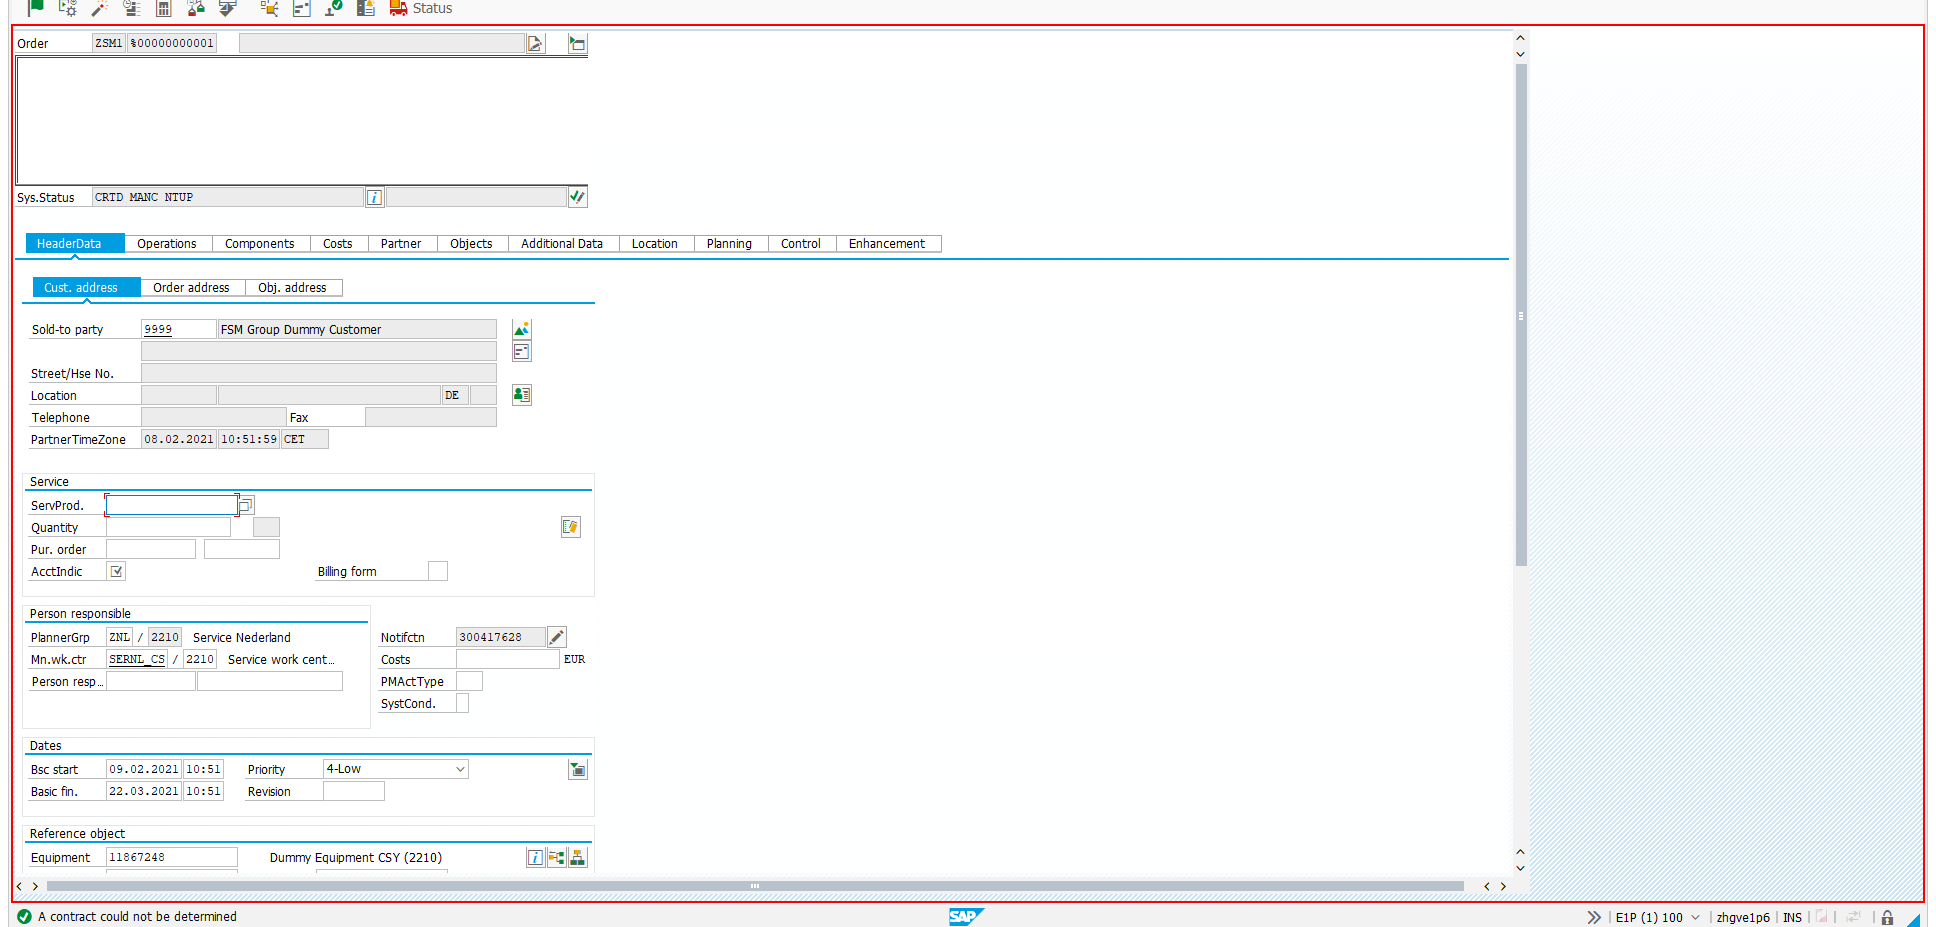 Status
Order ZSM1 %00000000001
Sys.Status CRTD MANC NTUP
HeaderData Operations Components Costs Partner Objects Additional Data Location Planning Control Enhancement
Cust. address Order address Obj. address
Sold-to party 9999 FSM Group Dummy Customer
Street/Hse No.
Location DE
Telephone Fax
PartnerTimeZone 08.02.2021 10:51:59 CET
Service
ServProd.
Quantity
Pur. order
AcctIndic Billing form
Person responsible
PlannerGrp ZNL / 2210 Service Nederland Notifctn 300417628
Mn.wk.ctr SERNL_CS / 2210 Service work cent... Costs EUR
Person resp... PMActType
SystCond.
Dates
Bsc start 09.02.2021 10:51 Priority 4-Low
Basic fin. 22.03.2021 10:51 Revision
Reference object
Equipment 11867248 Dummy Equipment CSY (2210)
A contract could not be determined SAP E1P (1) 100 zhgve1p6 INS